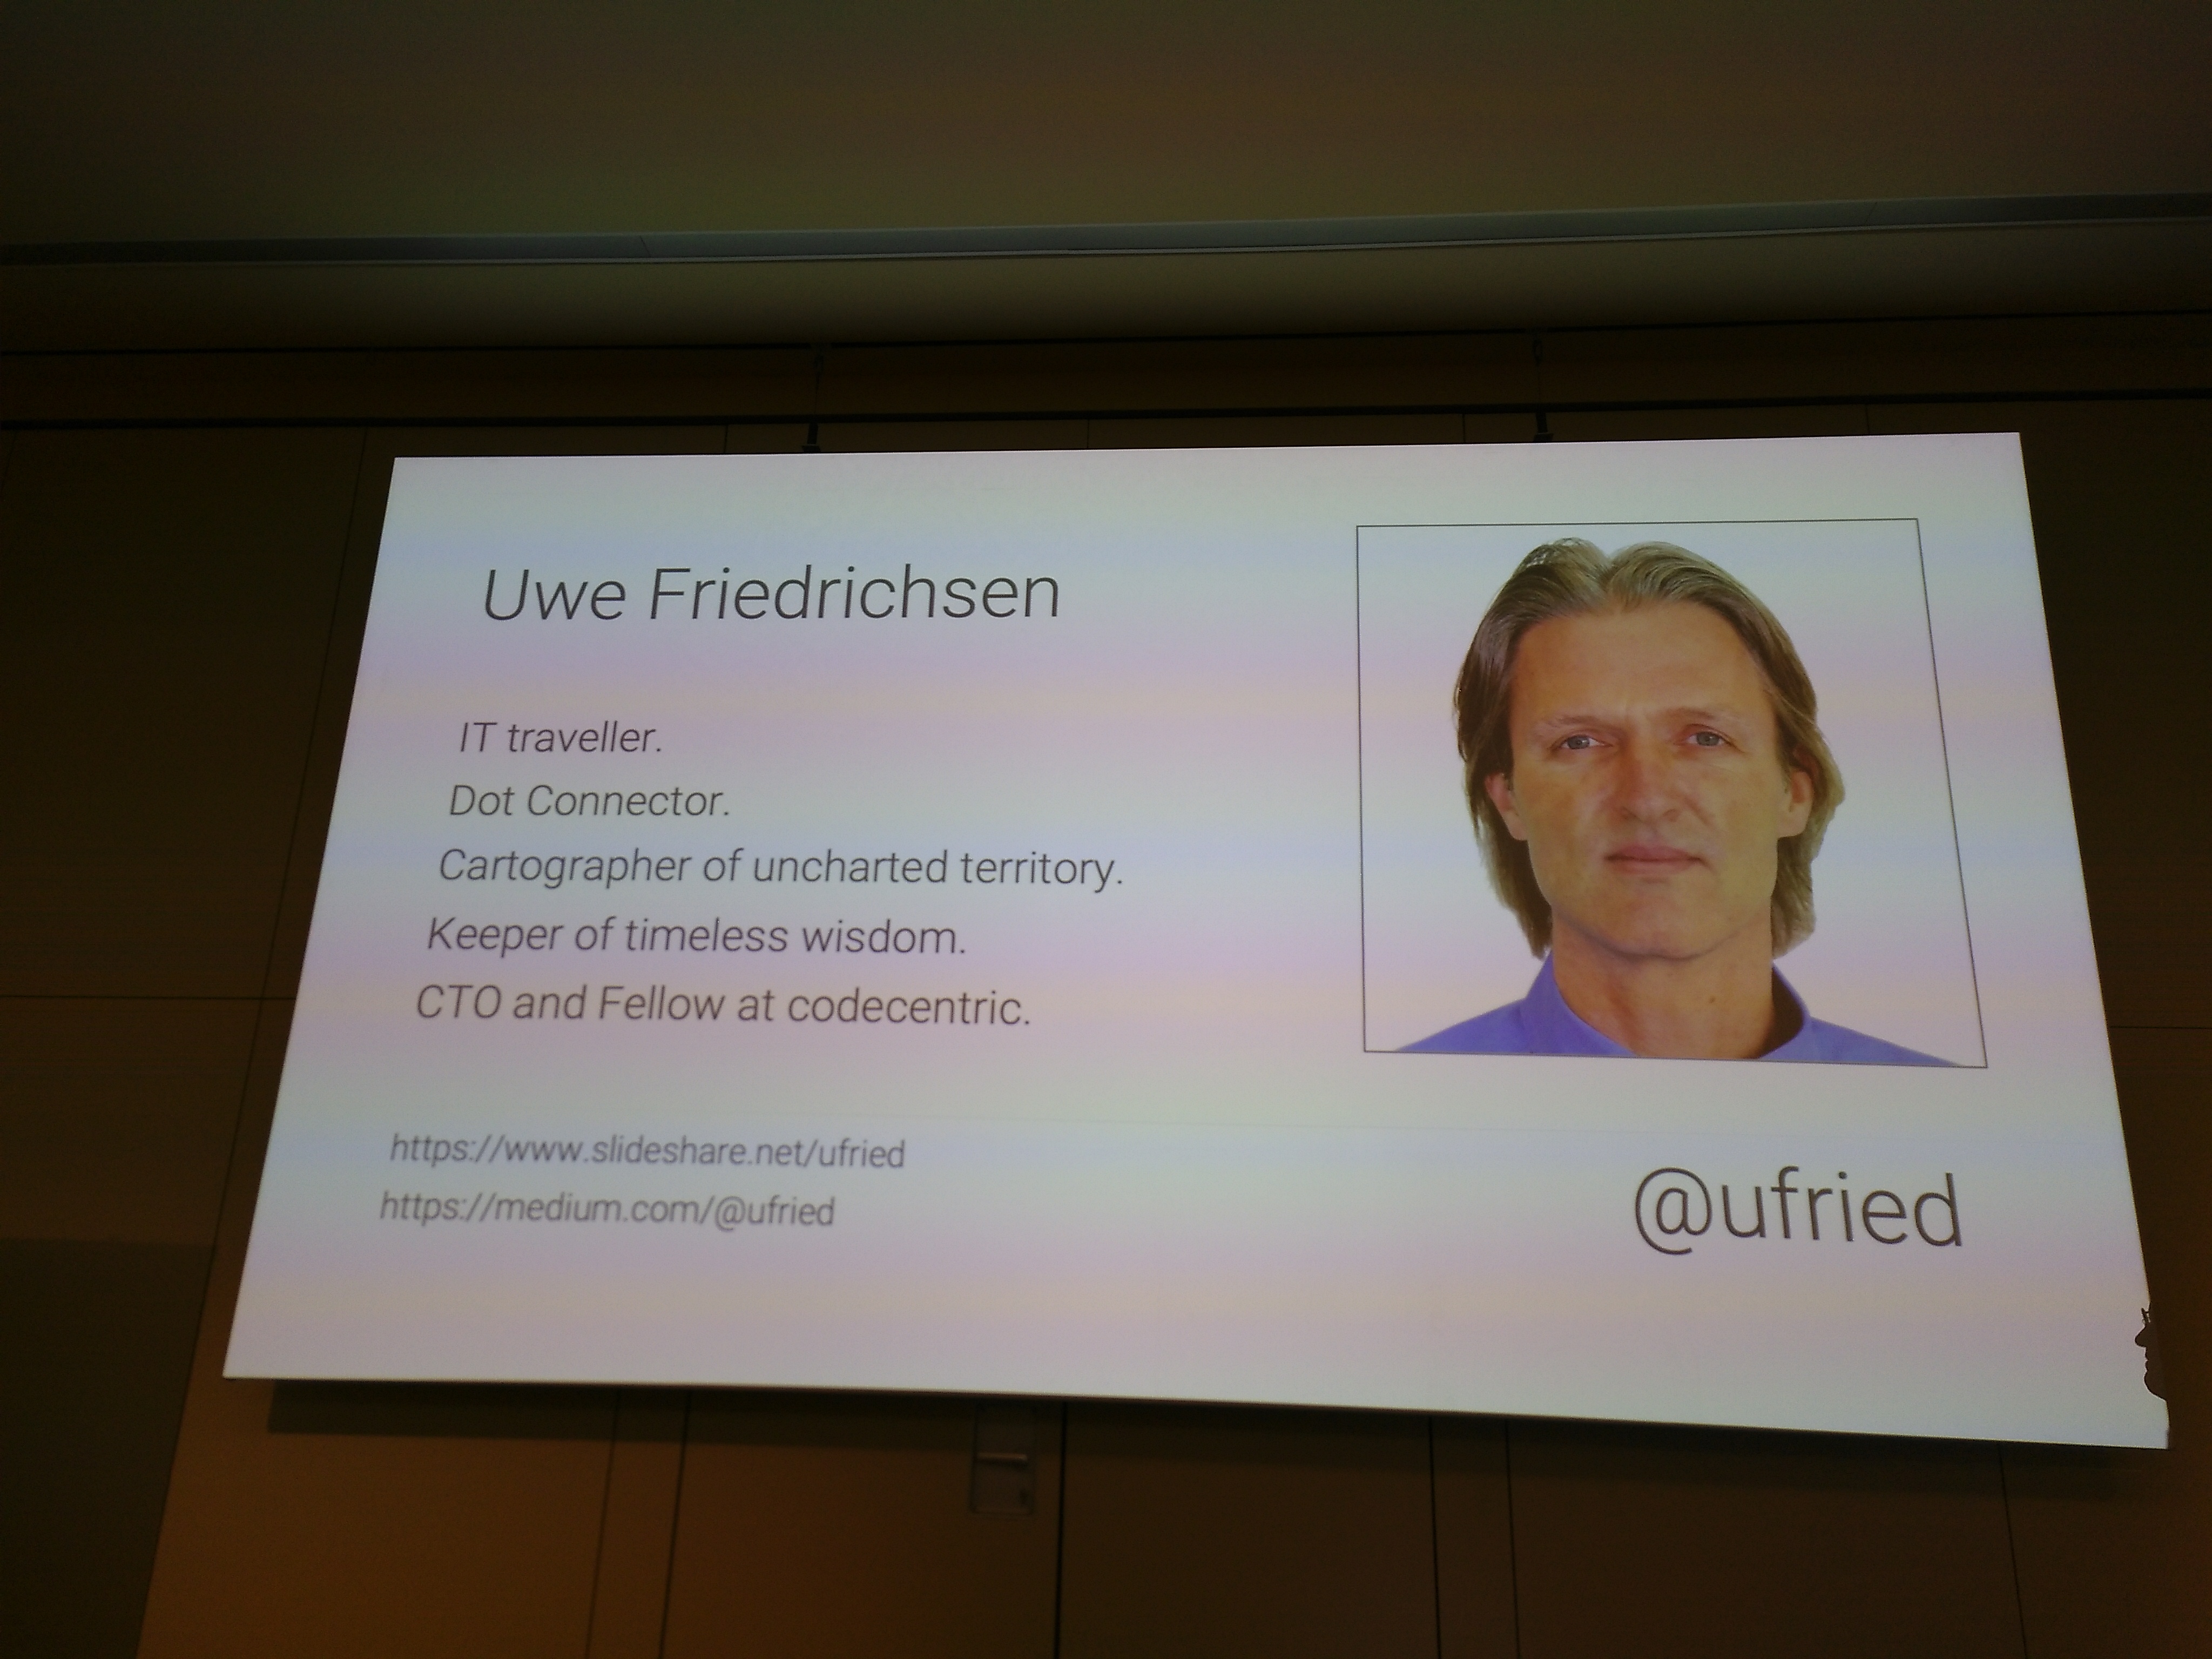 Uwe Friedrichsen
IT traveller.
Dot Connector.
Cartographer of uncharted territory.
Keeper of timeless wisdom.
CTO and Fellow at codecentric.
https://www.slideshare.net/ufried
https://medium.com/@ufried
@ufried